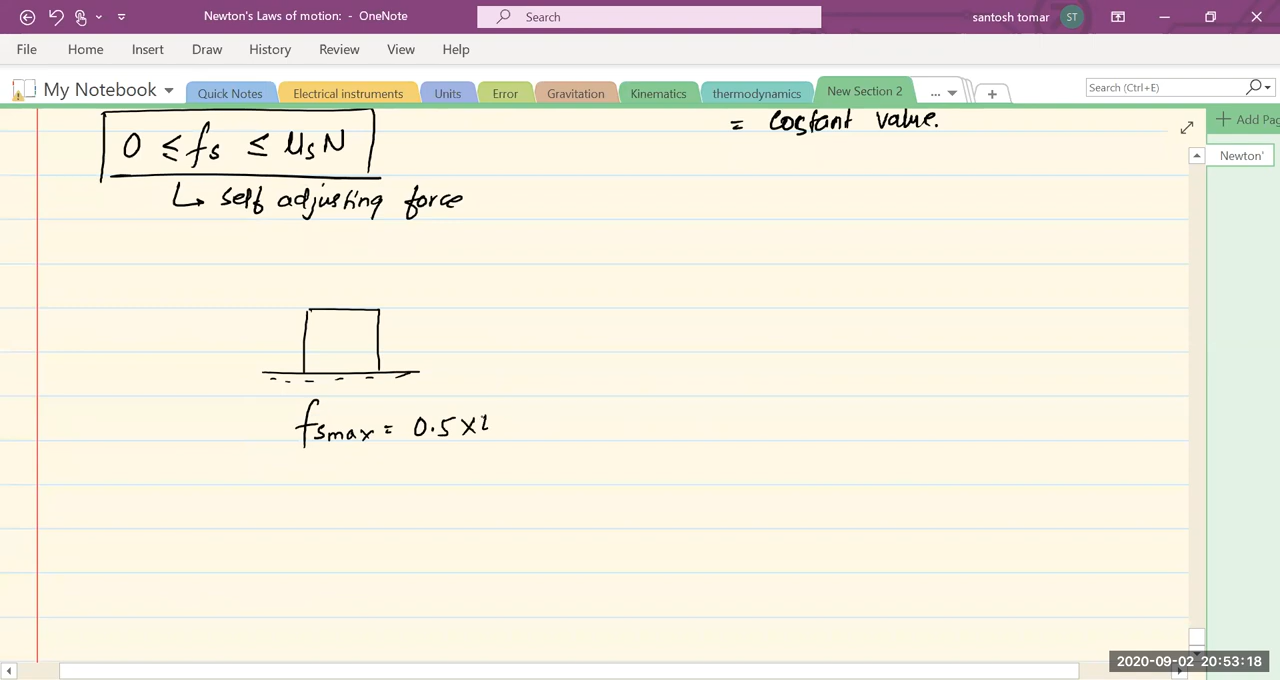 Newton's Laws of motion: - OneNote
Search
santosh tomar ST
File Home Insert Draw History Review View Help
My Notebook Quick Notes Electrical instruments Units Error Gravitation Kinematics thermodynamics New Section 2 ... + Search (Ctrl+E)
Add Pag
Newton'
= costant value.
0 ≤ fs ≤ μsN
↳ self adjusting force
fsmax = 0.5 ×
2020-09-02 20:53:18